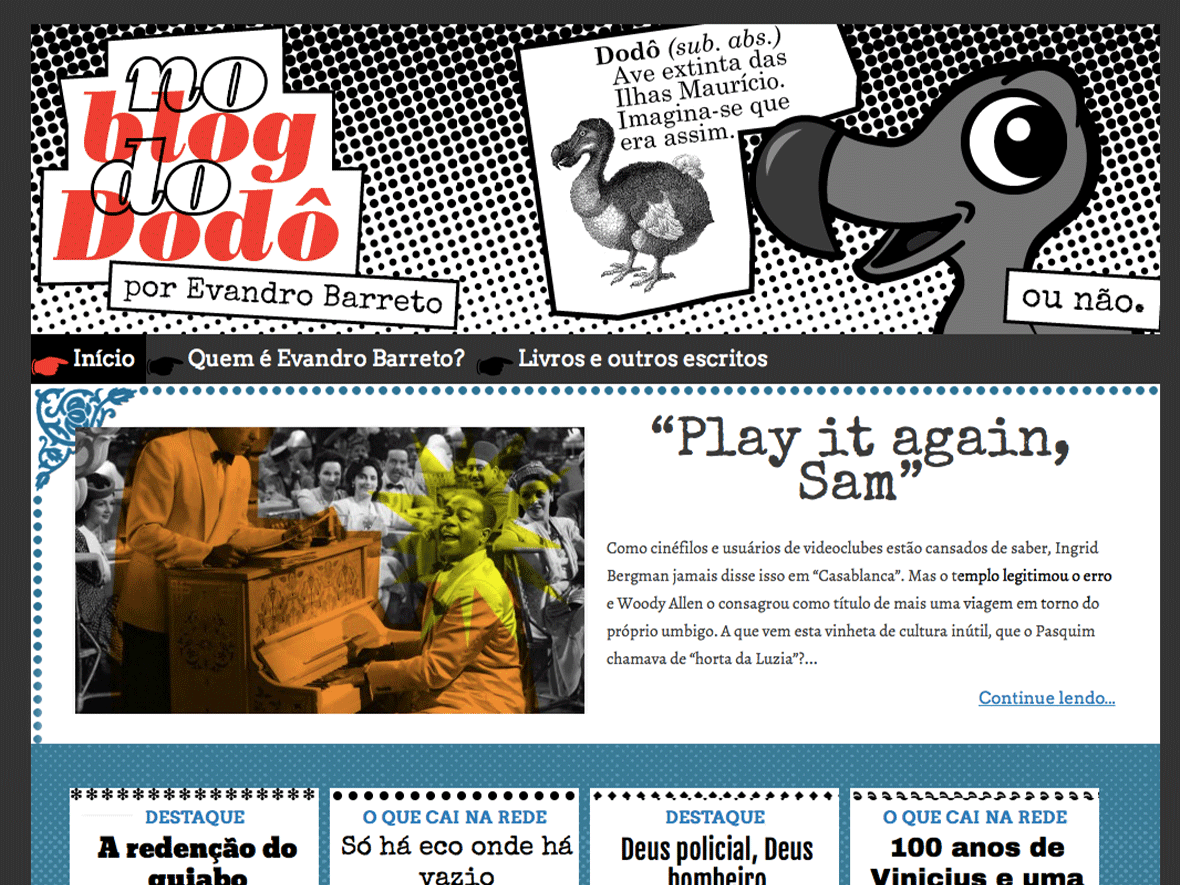 no
blog
do
Dodô
por Evandro Barreto
Dodô (sub. abs.)
Ave extinta das
Ilhas Maurício.
Imagina-se que
era assim.
ou não.
Início
Quem é Evandro Barreto?
Livros e outros escritos
“Play it again,
Sam”
Como cinéfilos e usuários de videoclubes estão cansados de saber, Ingrid
Bergman jamais disse isso em “Casablanca”. Mas o templo legitimou o erro
e Woody Allen o consagrou como título de mais uma viagem em torno do
próprio umbigo. A que vem esta vinheta de cultura inútil, que o Pasquim
chamava de “horta da Luzia”?...
Continue lendo...
DESTAQUE
A redenção do
quiabo
O QUE CAI NA REDE
Só há eco onde há
vazio
DESTAQUE
Deus policial, Deus
bombeiro
O QUE CAI NA REDE
100 anos de
Vinicius e uma